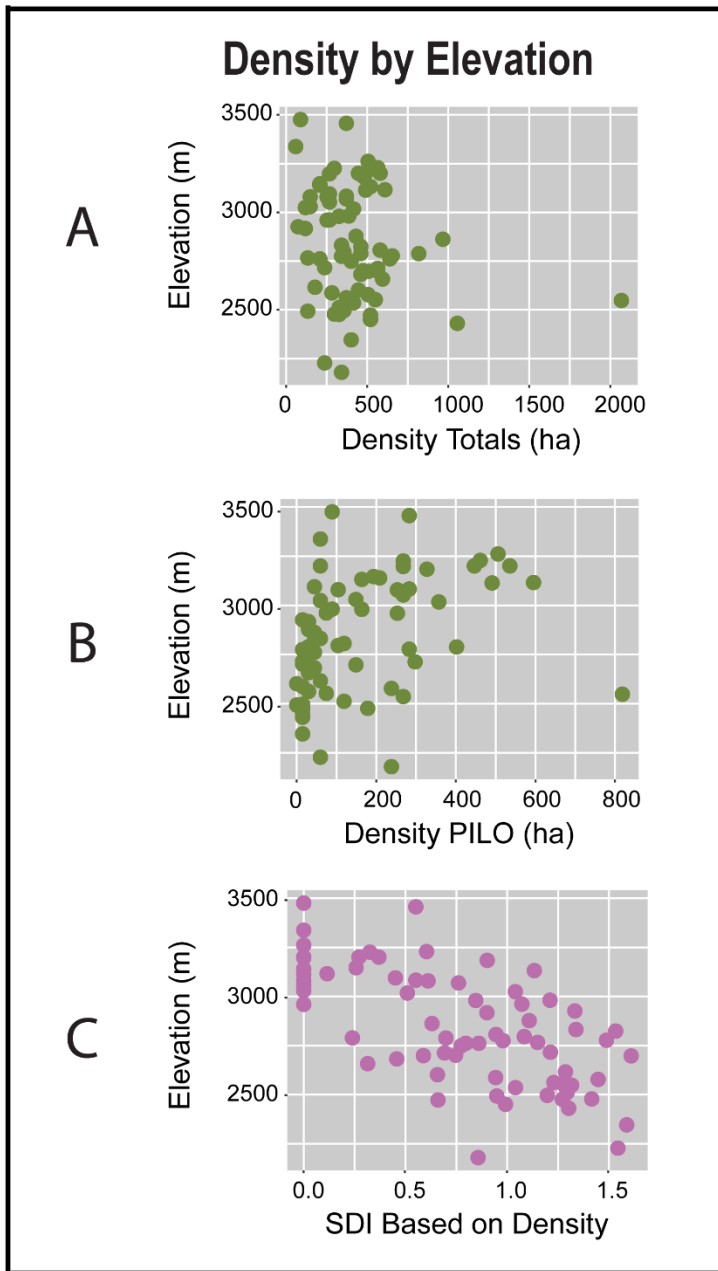 Density by Elevation
A
Elevation (m)
3500
3000
2500
0 500 1000 1500 2000
Density Totals (ha)
B
Elevation (m)
3500
3000
2500
0 200 400 600 800
Density PILO (ha)
C
Elevation (m)
3500
3000
2500
0.0 0.5 1.0 1.5
SDI Based on Density